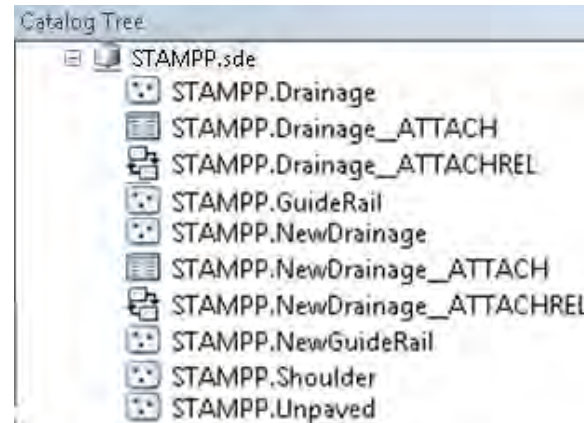 Catalog Tree
STAMPP.sde
STAMPP.Drainage
STAMPP.Drainage__ATTACH
STAMPP.Drainage__ATTACHREL
STAMPP.GuideRail
STAMPP.NewDrainage
STAMPP.NewDrainage__ATTACH
STAMPP.NewDrainage__ATTACHREL
STAMPP.NewGuideRail
STAMPP.Shoulder
STAMPP.Unpaved